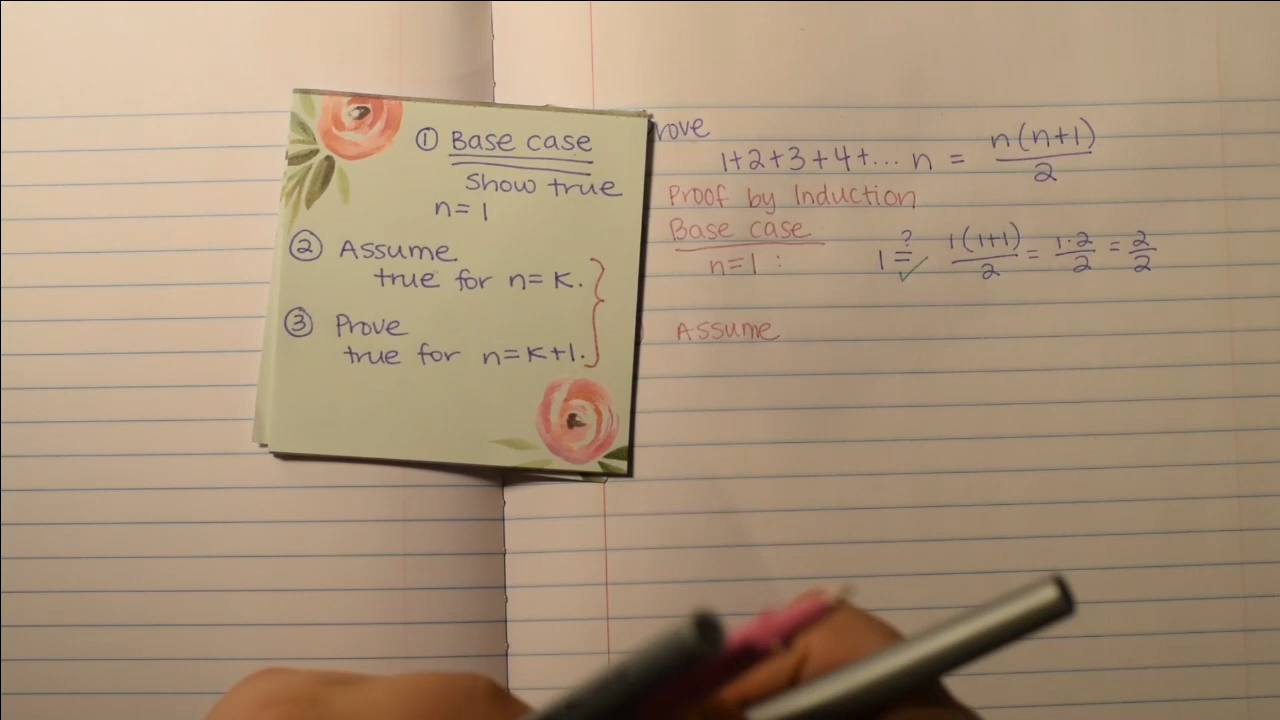 ① Base case
Show true
n=1
② Assume
true for n=k.
③ Prove
true for n=k+1.
rove
1+2+3+4+... n = n(n+1)/2
Proof by Induction
Base case
n=1 :
1 ?= 1(1+1)/2 = 1·2/2 = 2/2
✓
Assume